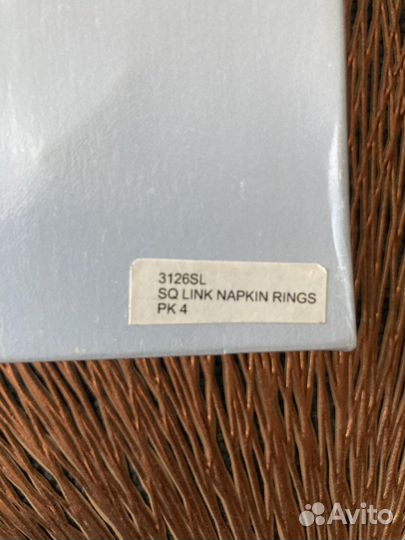 3126SL
SQ LINK NAPKIN RINGS
PK 4
Avito